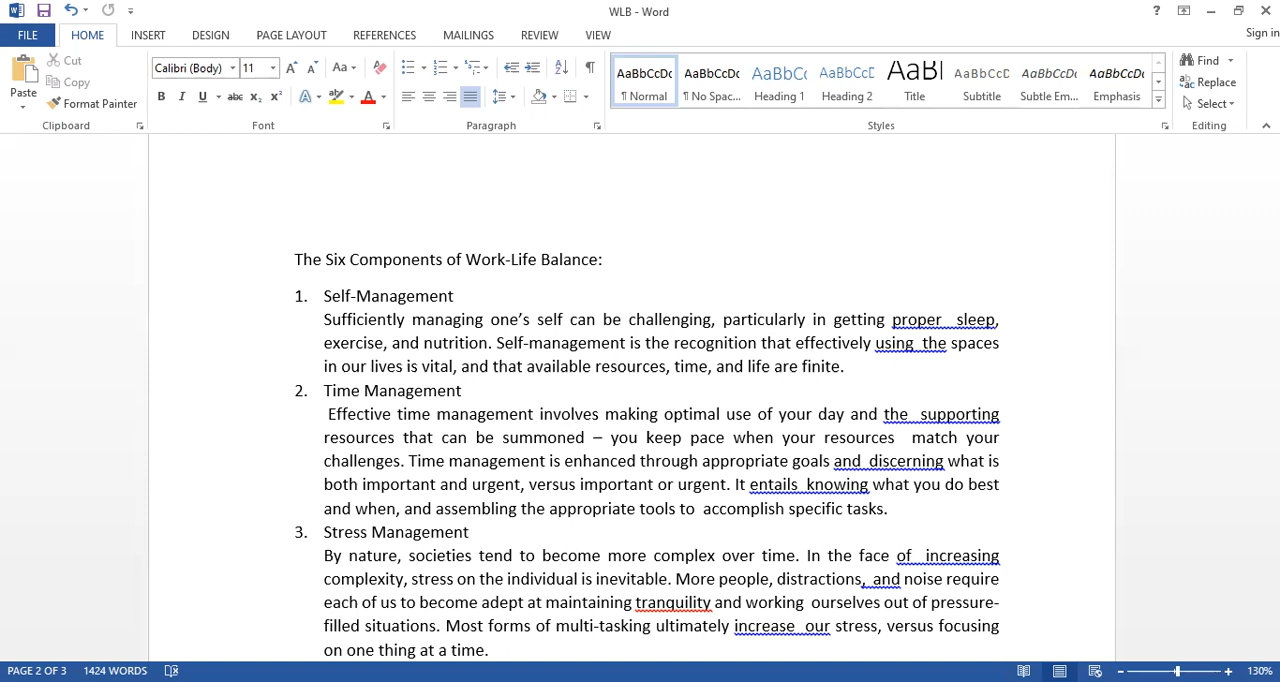 WLB - Word
?
FILE HOME INSERT DESIGN PAGE LAYOUT REFERENCES MAILINGS REVIEW VIEW Sign in
Paste
Cut
Copy
Format Painter
Clipboard
Calibri (Body) 11
Aa
B I U abc x₂ x² A A
Font
Paragraph
AaBbCcDc AaBbCcDc AaBbCc AaBbCcC AaBl AaBbCcD AaBbCcDc AaBbCcDc
¶ Normal ¶ No Spac... Heading 1 Heading 2 Title Subtitle Subtle Em... Emphasis
Styles
Find
Replace
Select
Editing
The Six Components of Work-Life Balance:
1. Self-Management
Sufficiently managing one’s self can be challenging, particularly in getting proper sleep,
exercise, and nutrition. Self-management is the recognition that effectively using the spaces
in our lives is vital, and that available resources, time, and life are finite.
2. Time Management
Effective time management involves making optimal use of your day and the supporting
resources that can be summoned – you keep pace when your resources match your
challenges. Time management is enhanced through appropriate goals and discerning what is
both important and urgent, versus important or urgent. It entails knowing what you do best
and when, and assembling the appropriate tools to accomplish specific tasks.
3. Stress Management
By nature, societies tend to become more complex over time. In the face of increasing
complexity, stress on the individual is inevitable. More people, distractions, and noise require
each of us to become adept at maintaining tranquility and working ourselves out of pressure-
filled situations. Most forms of multi-tasking ultimately increase our stress, versus focusing
on one thing at a time.
PAGE 2 OF 3 1424 WORDS 130%